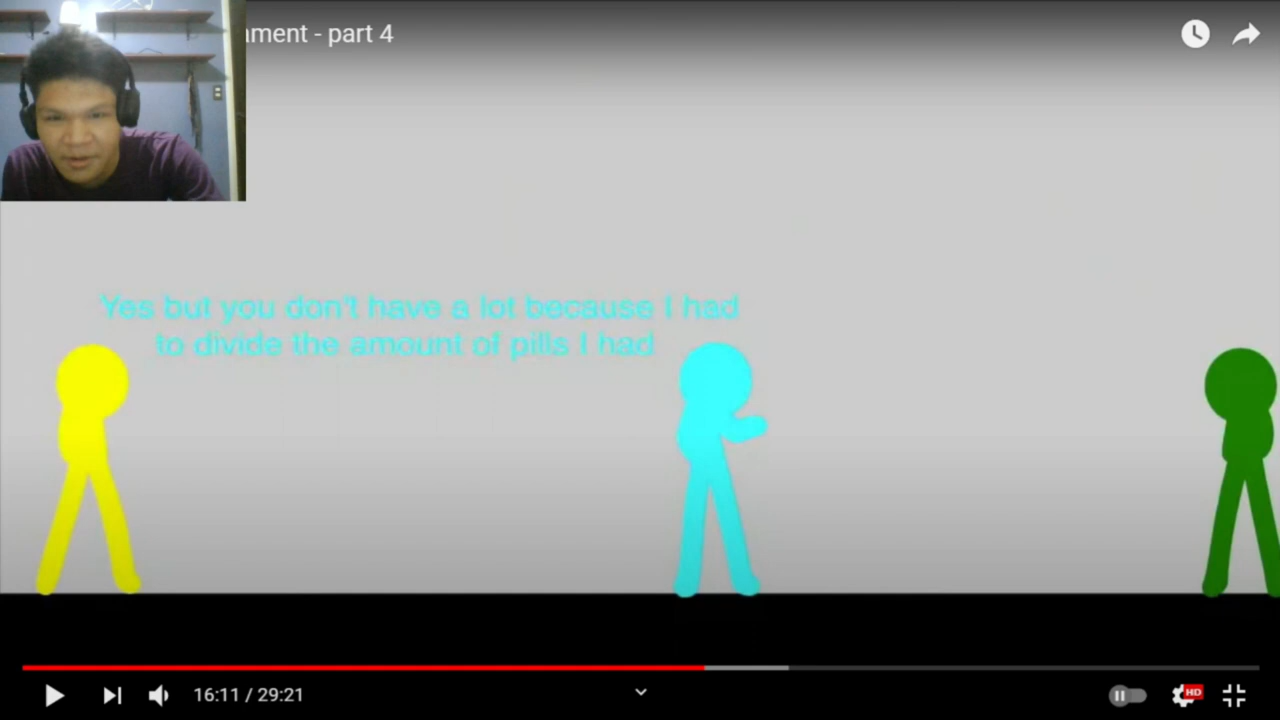 ament - part 4
Yes but you don't have a lot because I had
to divide the amount of pills I had
16:11 / 29:21
HD